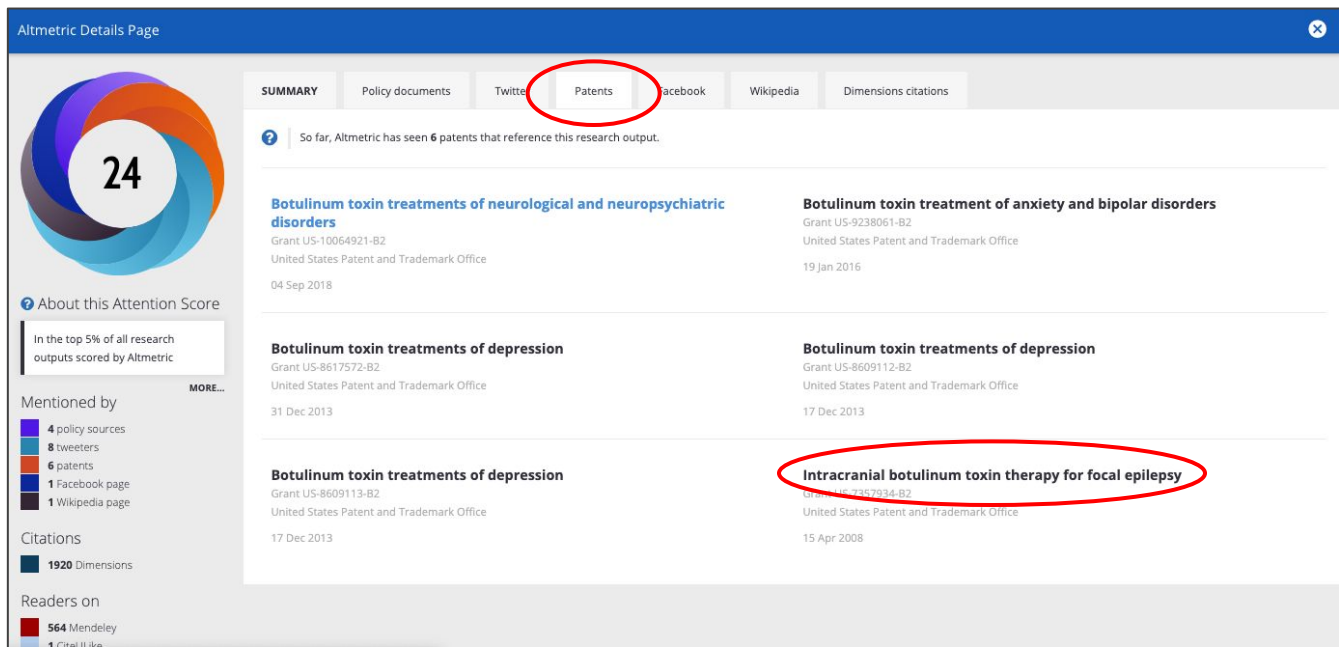 Altmetric Details Page
SUMMARY Policy documents Twitte Patents Facebook Wikipedia Dimensions citations
? So far, Altmetric has seen 6 patents that reference this research output.
24
Botulinum toxin treatments of neurological and neuropsychiatric
disorders
Grant US-10064921-B2
United States Patent and Trademark Office
04 Sep 2018
Botulinum toxin treatment of anxiety and bipolar disorders
Grant US-9238061-B2
United States Patent and Trademark Office
19 Jan 2016
Botulinum toxin treatments of depression
Grant US-8617572-B2
United States Patent and Trademark Office
31 Dec 2013
Botulinum toxin treatments of depression
Grant US-8609112-B2
United States Patent and Trademark Office
17 Dec 2013
Botulinum toxin treatments of depression
Grant US-8609113-B2
United States Patent and Trademark Office
17 Dec 2013
Intracranial botulinum toxin therapy for focal epilepsy
Grant US-7357934-B2
United States Patent and Trademark Office
15 Apr 2008
? About this Attention Score
In the top 5% of all research
outputs scored by Altmetric
MORE...
Mentioned by
4 policy sources
8 tweeters
6 patents
1 Facebook page
1 Wikipedia page
Citations
1920 Dimensions
Readers on
564 Mendeley
1 CiteULike